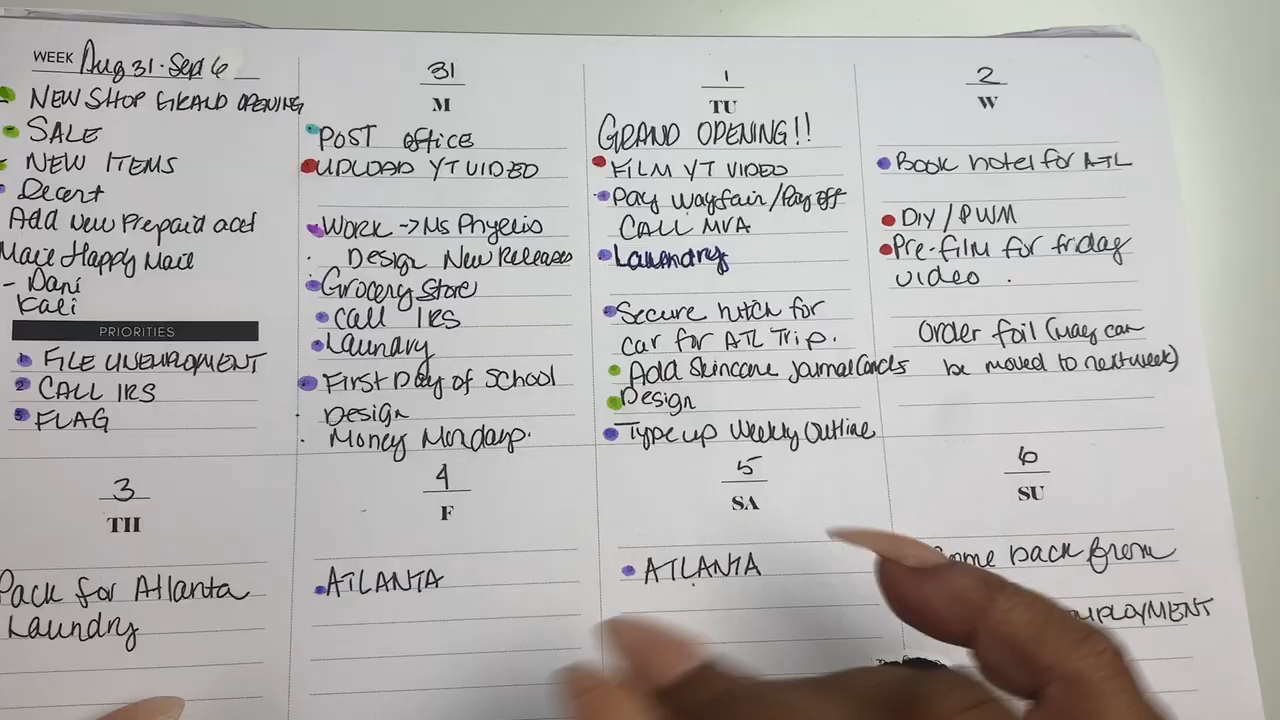 WEEK Aug 31 - Sep 6
NEW SHOP GRAND OPENING
SALE
NEW ITEMS
Decant
Add New Prepaid acct
Mail Happy Mail
- Dani
Kali
PRIORITIES
1 FILE UNEMPLOYMENT
2 CALL IRS
3 FLAG
31
M
POST OFFICE
UPLOAD YT VIDEO
WORK -> Ms Phyllis
Design New Releases
Grocery Store
Call IRS
Laundry
First Day of School
Design
Money Monday.
1
TU
GRAND OPENING!!
FILM YT VIDEO
Pay Wayfair/Pay off
CALL MVA
Laundry
Secure hitch for
car for ATL Trip.
Add Skincare Journal Cards
Design
Type up Weekly Outline
2
W
Book hotel for ATL
DIY / PWM
Pre-film for friday
video.
Order foil (may can
be moved to next week)
3
TH
Pack for Atlanta
Laundry
4
F
ATLANTA
5
SA
ATLANTA
6
SU
back from